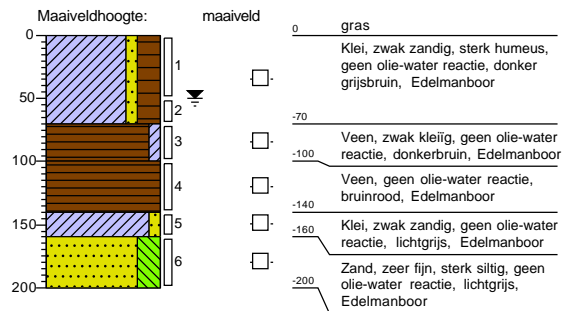 Maaiveldhoogte: maaiveld
0
50
100
150
200
1
2
3
4
5
6
0 gras
Klei, zwak zandig, sterk humeus,
geen olie-water reactie, donker
grijsbruin, Edelmanboor
-70
Veen, zwak kleiïg, geen olie-water
reactie, donkerbruin, Edelmanboor
-100
Veen, geen olie-water reactie,
bruinrood, Edelmanboor
-140
Klei, zwak zandig, geen olie-water
reactie, lichtgrijs, Edelmanboor
-160
Zand, zeer fijn, sterk siltig, geen
olie-water reactie, lichtgrijs,
Edelmanboor
-200